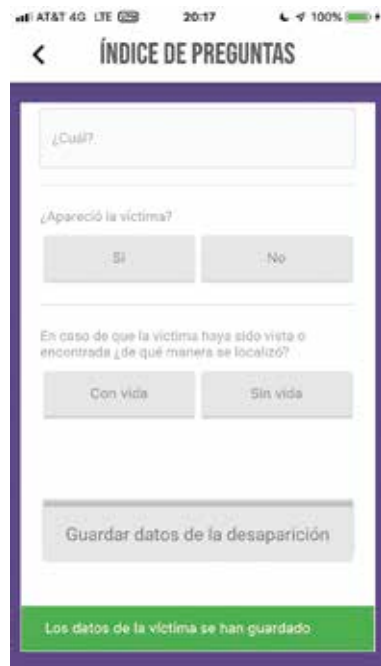 AT&T 4G LTE 20:17 100%
ÍNDICE DE PREGUNTAS
¿Cuál?
¿Apareció la víctima?
Si
No
En caso de que la víctima haya sido vista o
encontrada ¿de qué manera se localizó?
Con vida
Sin vida
Guardar datos de la desaparición
Los datos de la víctima se han guardado